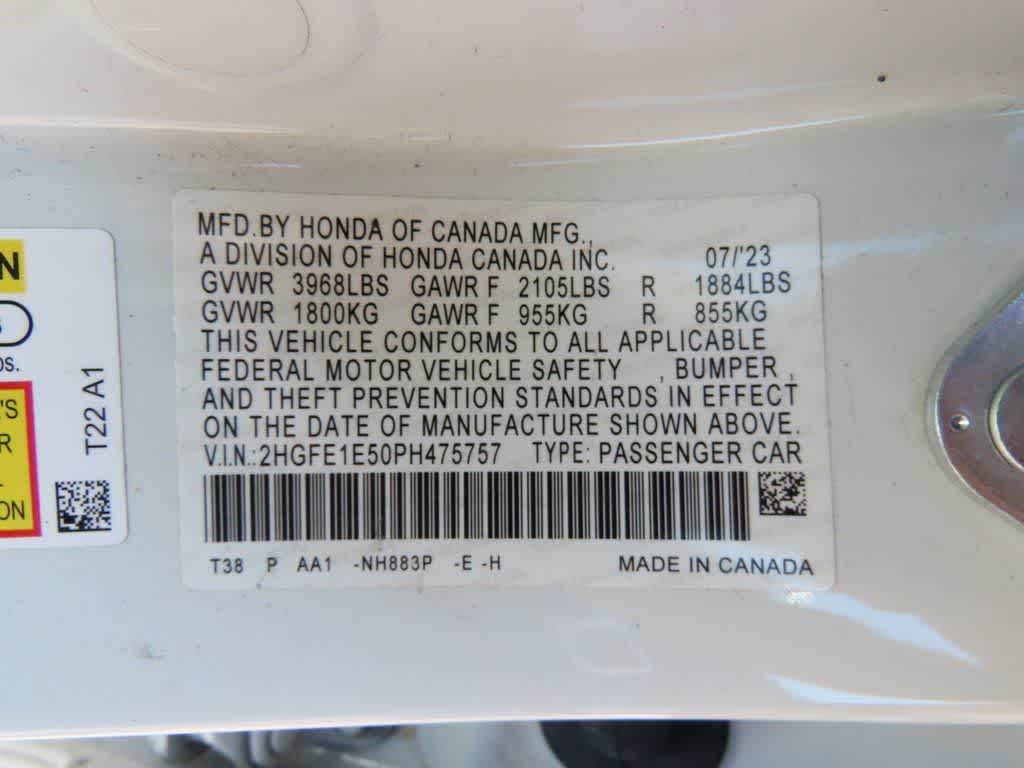 MFD.BY HONDA OF CANADA MFG.,
A DIVISION OF HONDA CANADA INC. 07/'23
GVWR 3968LBS GAWR F 2105LBS R 1884LBS
GVWR 1800KG GAWR F 955KG R 855KG
THIS VEHICLE CONFORMS TO ALL APPLICABLE
FEDERAL MOTOR VEHICLE SAFETY , BUMPER ,
AND THEFT PREVENTION STANDARDS IN EFFECT
ON THE DATE OF MANUFACTURE SHOWN ABOVE.
V.I.N.:2HGFE1E50PH475757 TYPE: PASSENGER CAR
T38 P AA1 -NH883P -E -H MADE IN CANADA
T22 A1